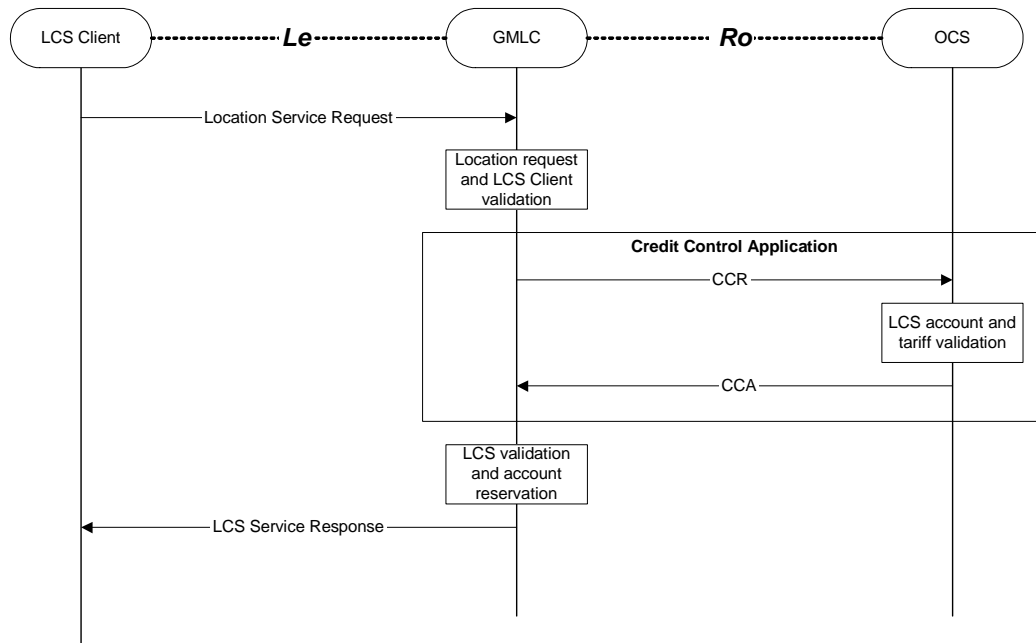 LCS Client
Le
GMLC
Ro
OCS
Location Service Request
Location request
and LCS Client
validation
Credit Control Application
CCR
LCS account and
tariff validation
CCA
LCS validation
and account
reservation
LCS Service Response